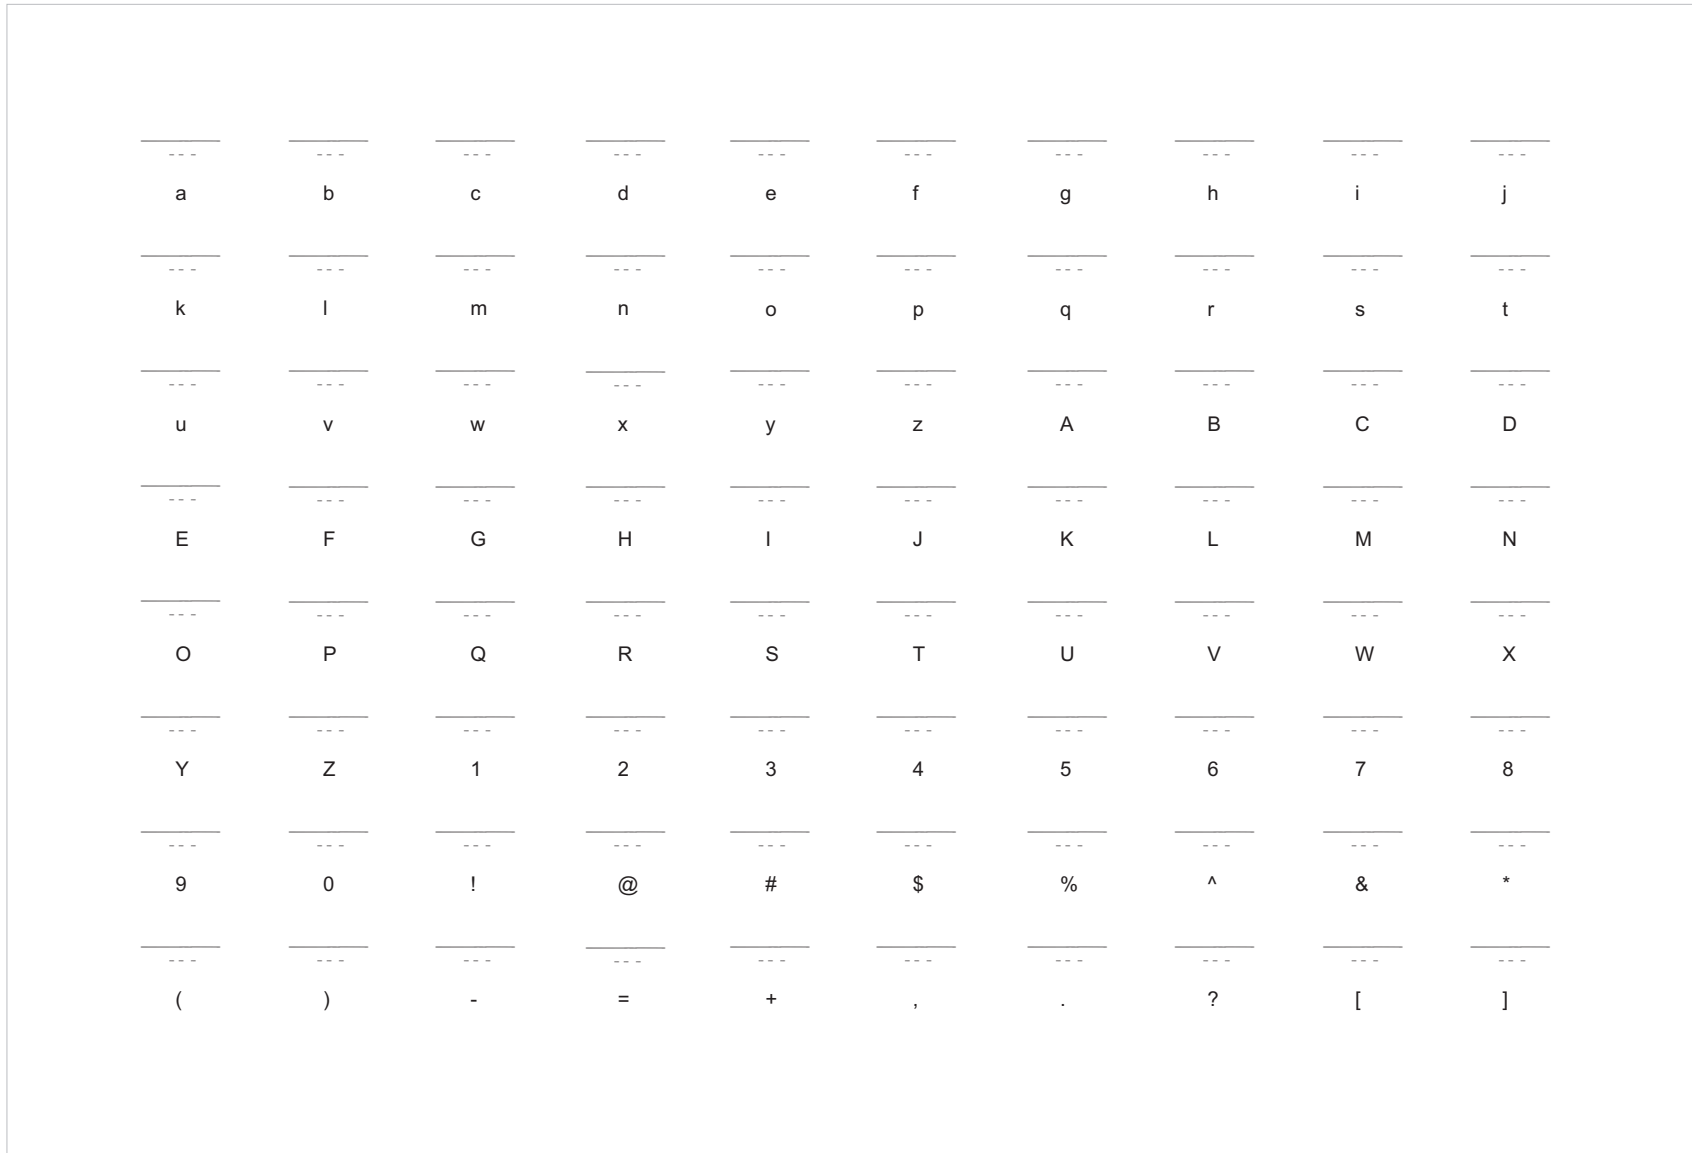 a b c d e f g h i j
k l m n o p q r s t
u v w x y z A B C D
E F G H I J K L M N
O P Q R S T U V W X
Y Z 1 2 3 4 5 6 7 8
9 0 ! @ # $ % ^ & *
( ) - = + , . ? [ ]